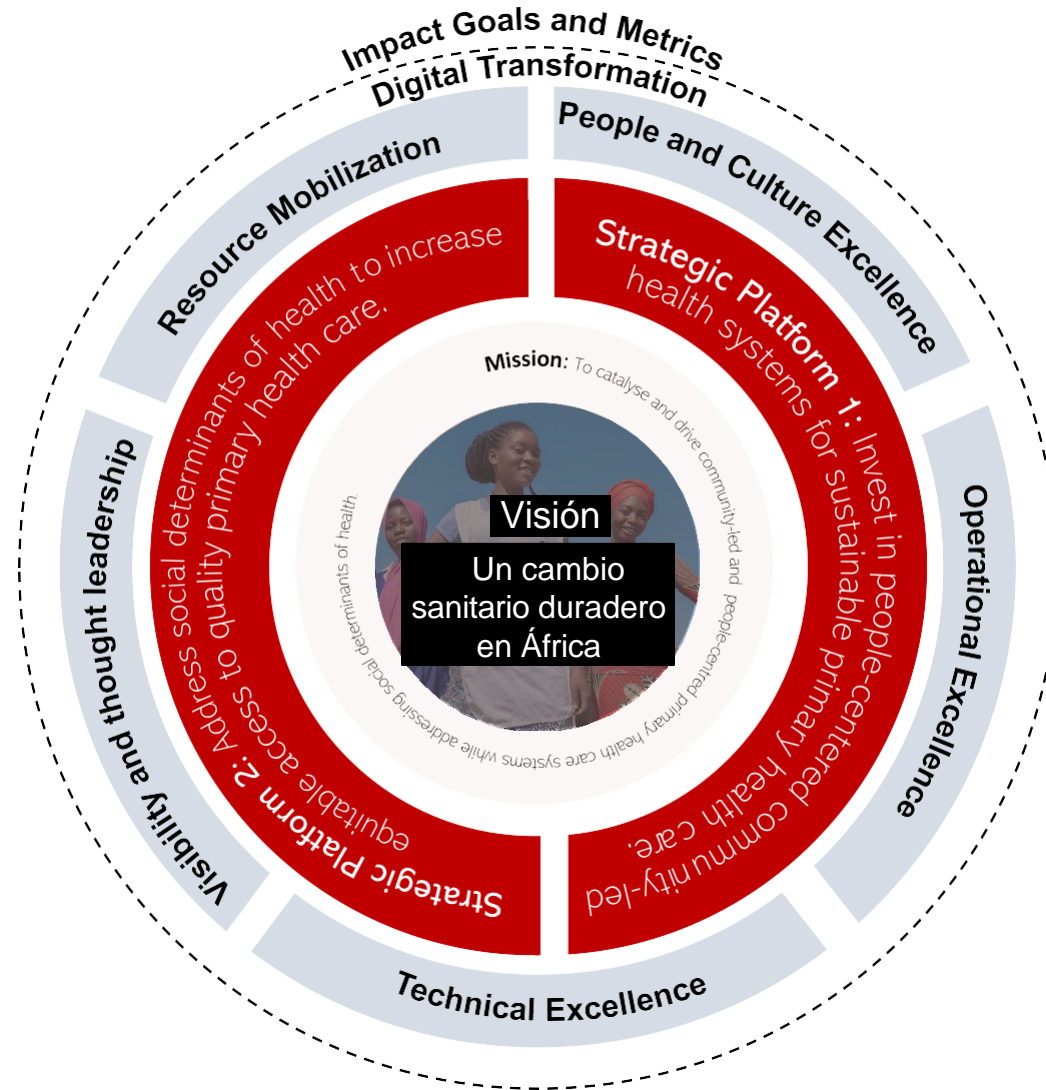 Impact Goals and Metrics
Digital Transformation
People and Culture Excellence
Operational Excellence
Technical Excellence
Visibility and thought leadership
Resource Mobilization
Strategic Platform 1: Invest in people-centered community-led
health systems for sustainable primary health care.
Strategic Platform 2: Address social determinants of health to increase
equitable access to quality primary health care.
Mission: To catalyse and drive community-led and people-centred primary health care systems while addressing social determinants of health
Visión
Un cambio
sanitario duradero
en África